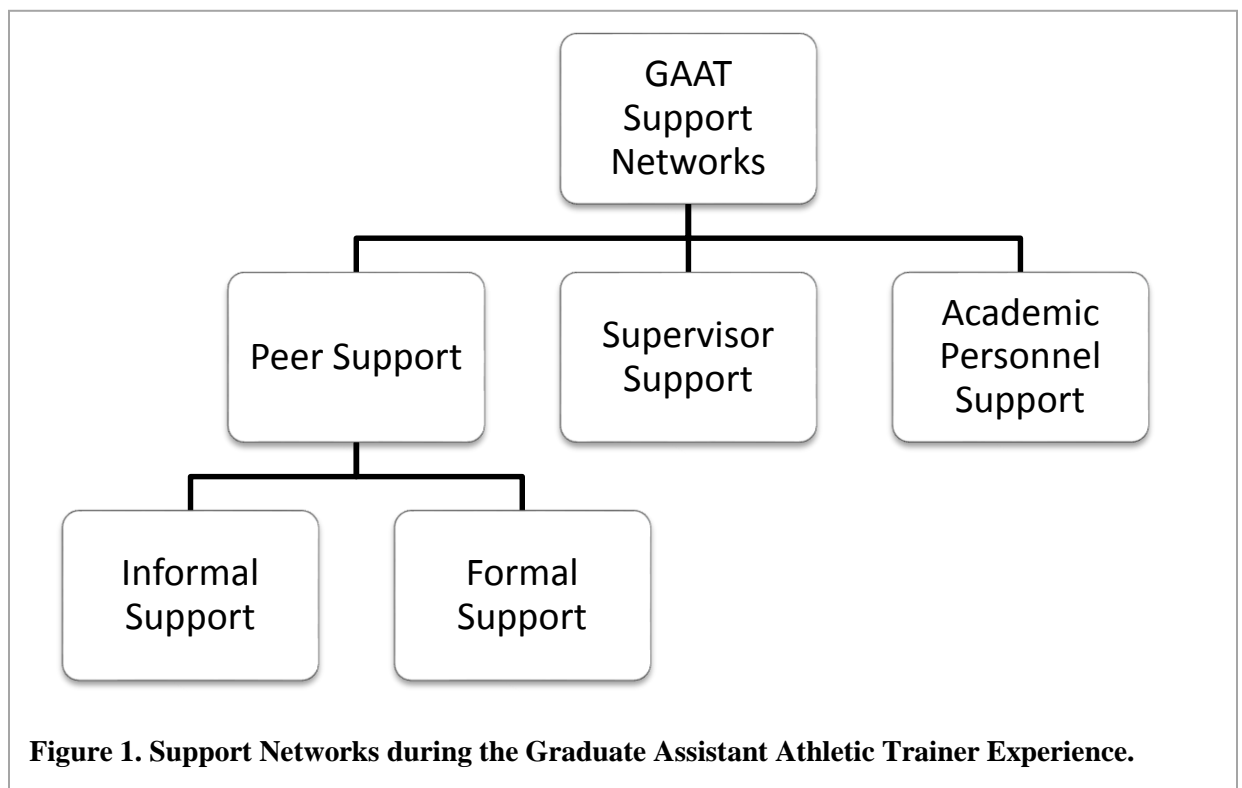 GAAT
Support
Networks
Peer Support
Supervisor
Support
Academic
Personnel
Support
Informal
Support
Formal
Support
Figure 1. Support Networks during the Graduate Assistant Athletic Trainer Experience.